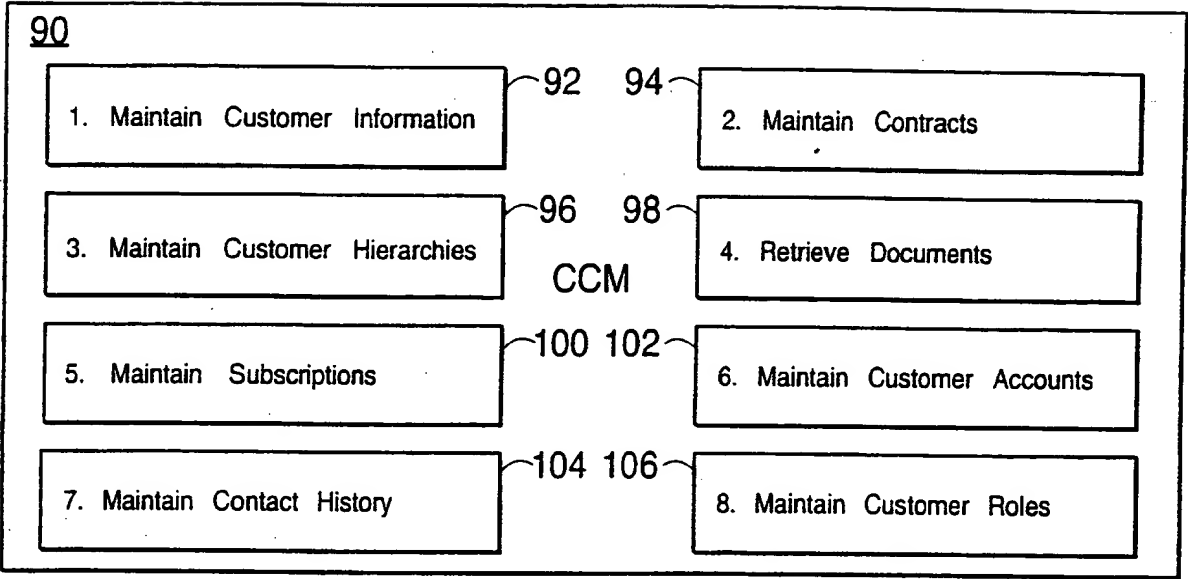 90
1. Maintain Customer Information
92
94
2. Maintain Contracts
3. Maintain Customer Hierarchies
96
98
4. Retrieve Documents
CCM
5. Maintain Subscriptions
100
102
6. Maintain Customer Accounts
7. Maintain Contact History
104
106
8. Maintain Customer Roles